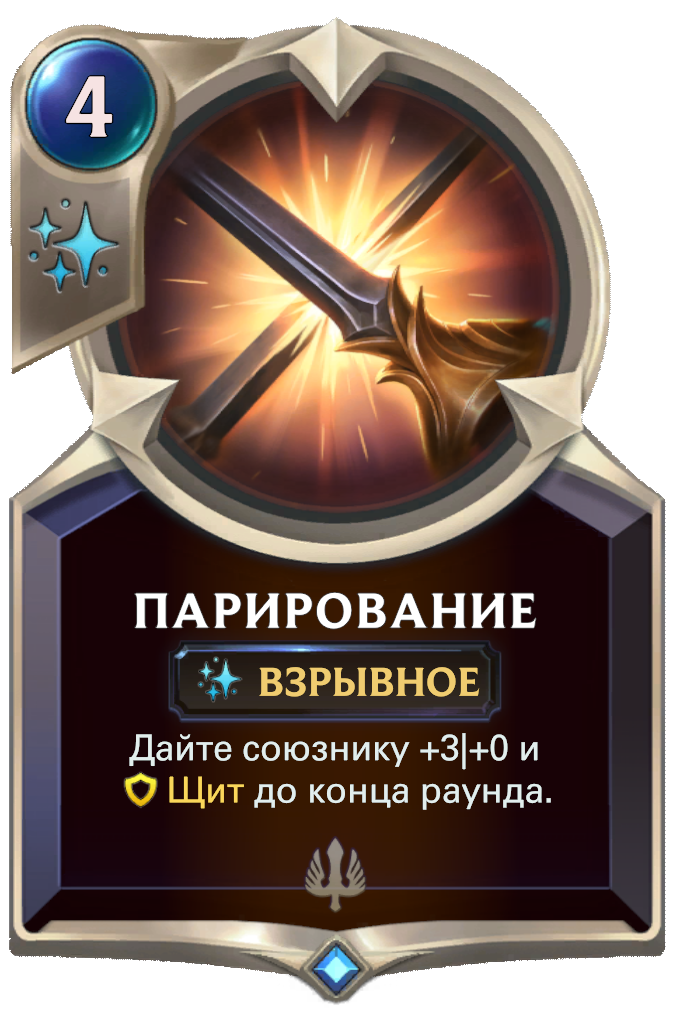 4
ПАРИРОВАНИЕ
ВЗРЫВНОЕ
Дайте союзнику +3|+0 и
Щит до конца раунда.